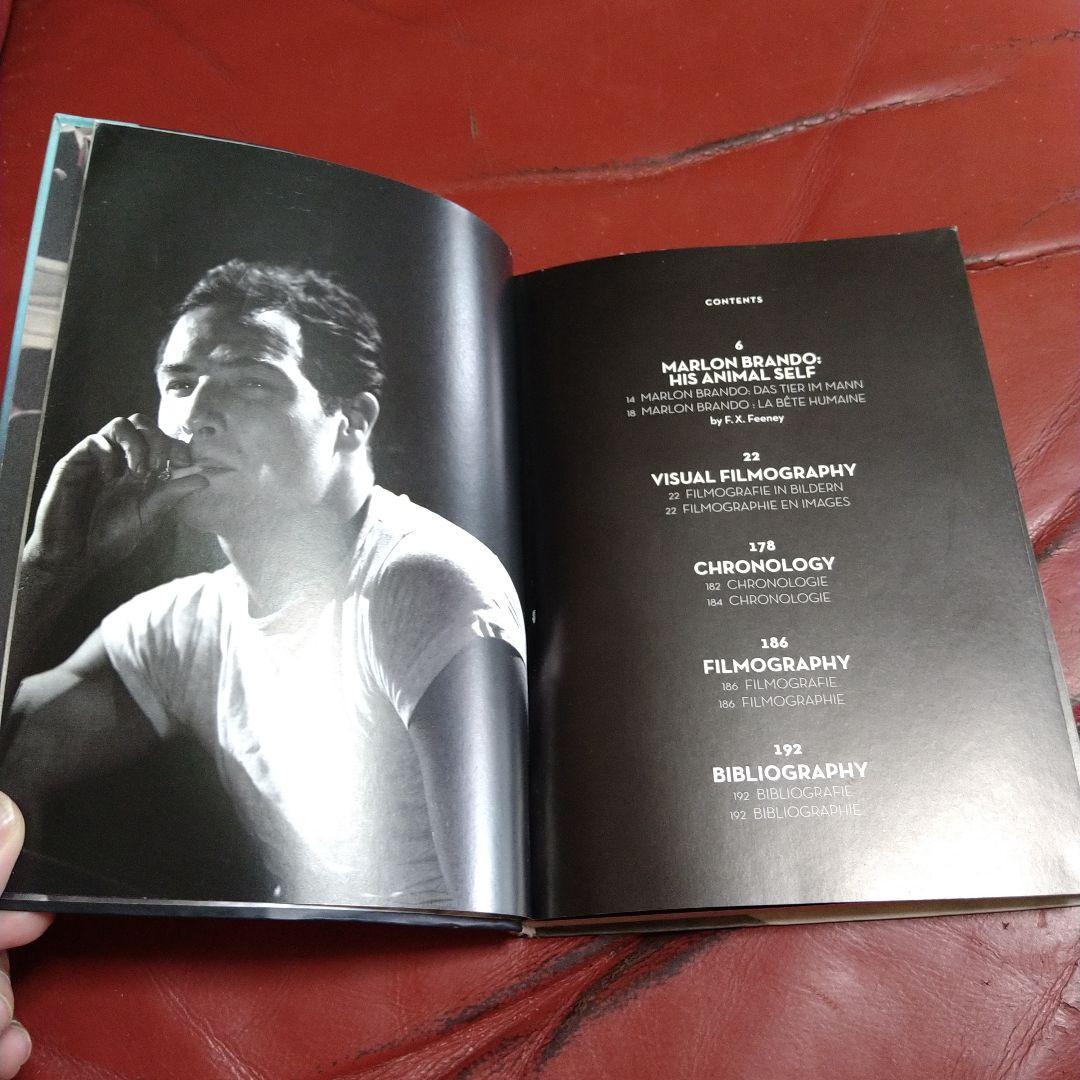 CONTENTS
6
MARLON BRANDO:
HIS ANIMAL SELF
14 MARLON BRANDO: DAS TIER IM MANN
18 MARLON BRANDO : LA BÊTE HUMAINE
by F. X. Feeney
22
VISUAL FILMOGRAPHY
22 FILMOGRAFIE IN BILDERN
22 FILMOGRAPHIE EN IMAGES
178
CHRONOLOGY
182 CHRONOLOGIE
184 CHRONOLOGIE
186
FILMOGRAPHY
186 FILMOGRAFIE
186 FILMOGRAPHIE
192
BIBLIOGRAPHY
192 BIBLIOGRAFIE
192 BIBLIOGRAPHIE